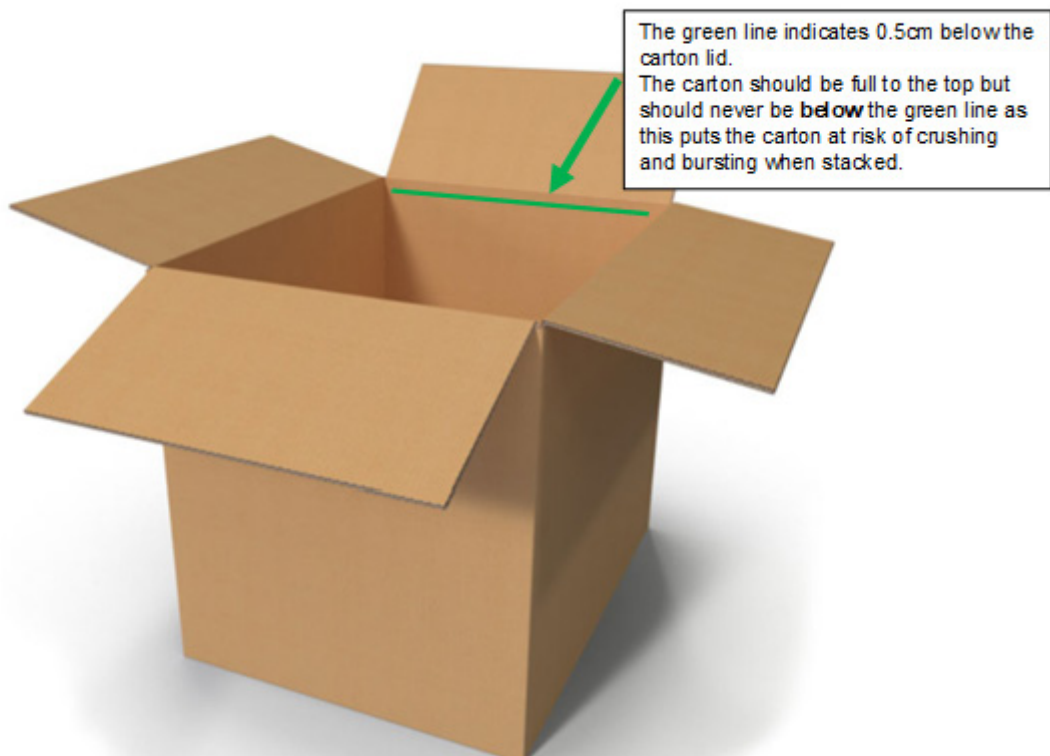 The green line indicates 0.5cm below the
carton lid.
The carton should be full to the top but
should never be below the green line as
this puts the carton at risk of crushing
and bursting when stacked.